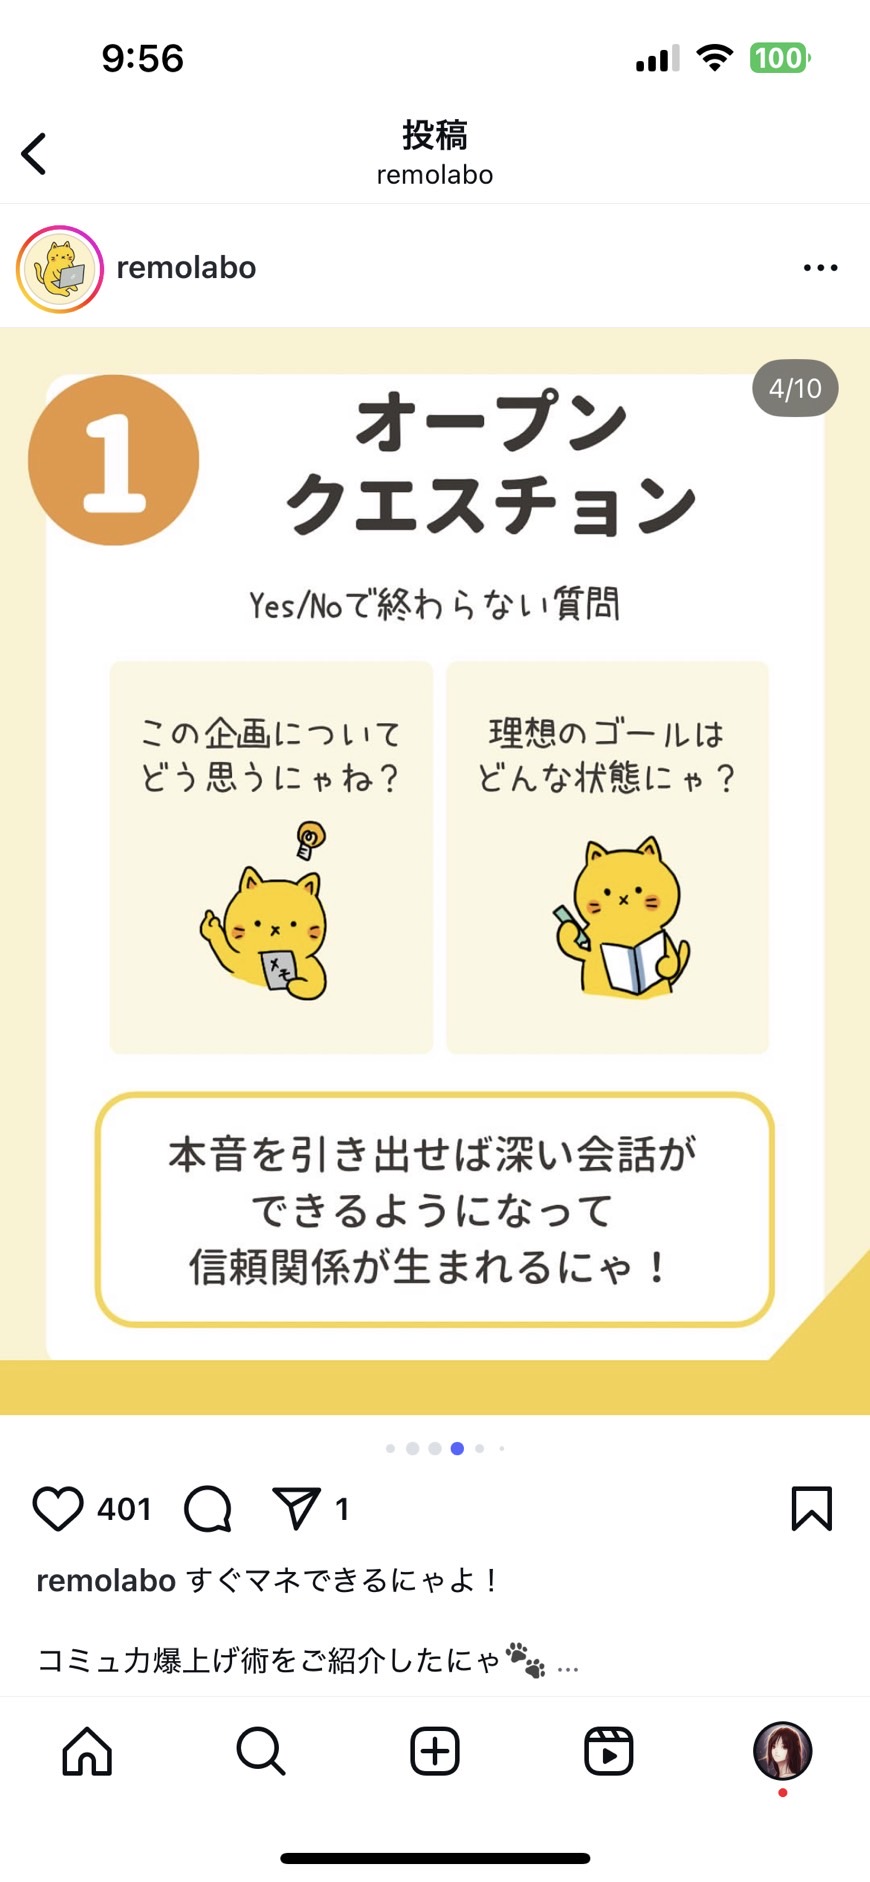 9:56
100
投稿
remolabo
remolabo
4/10
1
オープン
クエスチョン
Yes/Noで終わらない質問
この企画について
どう思うにゃね？
理想のゴールは
どんな状態にゃ？
メモ
本音を引き出せば深い会話が
できるようになって
信頼関係が生まれるにゃ！
401
1
remolabo すぐマネできるにゃよ！
コミュ力爆上げ術をご紹介したにゃ🐾 ...